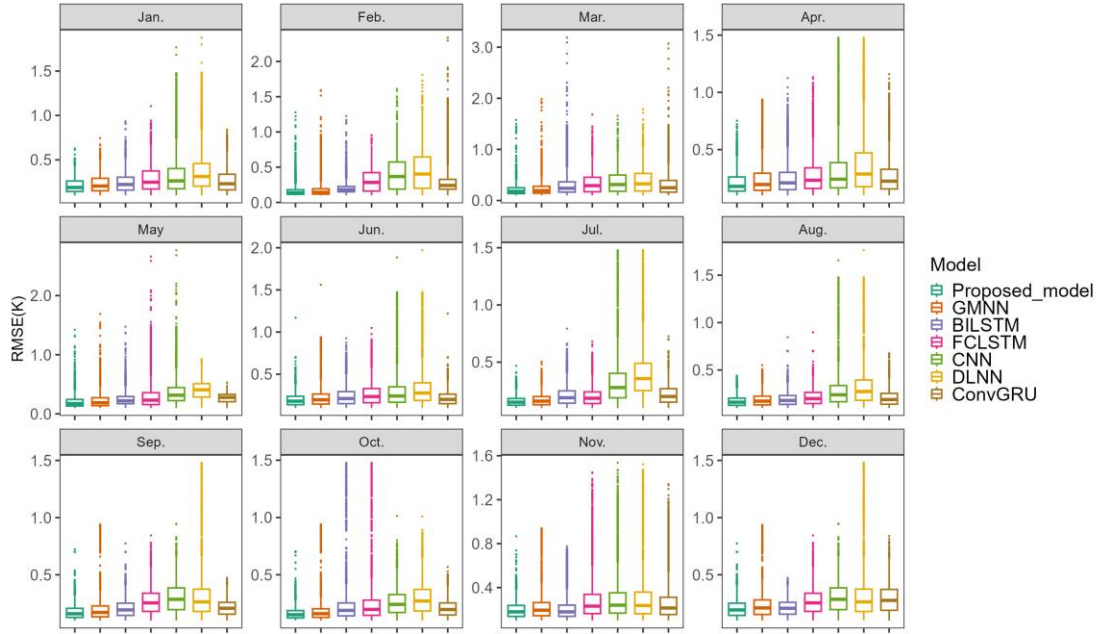 Jan.
Feb.
Mar.
Apr.
1.5
1.0
0.5
2.0
1.5
1.0
0.5
0.0
3.0
2.0
1.0
0.0
1.5
1.0
0.5
May
Jun.
Jul.
Aug.
2.0
1.0
0.0
2.0
1.5
1.0
0.5
1.5
1.0
0.5
1.5
1.0
0.5
Sep.
Oct.
Nov.
Dec.
1.5
1.0
0.5
1.5
1.0
0.5
1.6
1.2
0.8
0.4
1.5
1.0
0.5
RMSE(K)
Model
Proposed_model
GMNN
BILSTM
FCLSTM
CNN
DLNN
ConvGRU